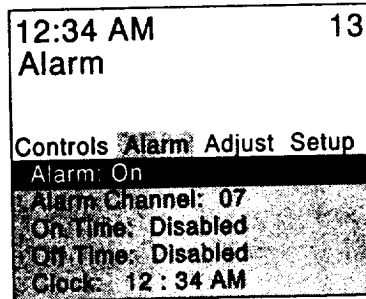 12:34 AM 13
Alarm
Controls Alarm Adjust Setup
Alarm: On
Alarm Channel: 07
On Time: Disabled
Off Time: Disabled
Clock: 12 : 34 AM